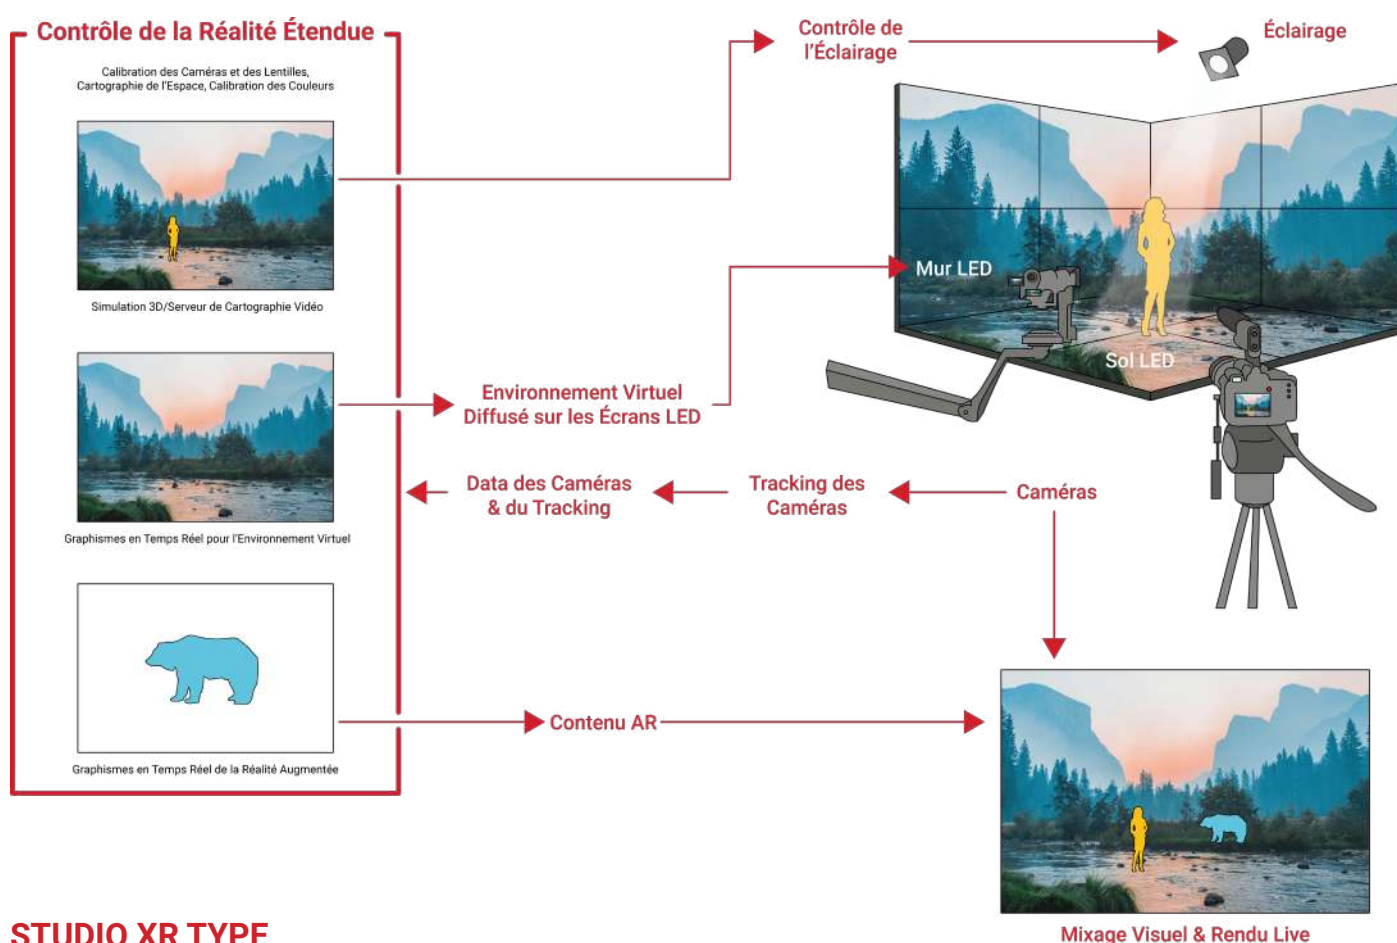 Contrôle de la Réalité Étendue
Calibration des Caméras et des Lentilles,
Cartographie de l'Espace, Calibration des Couleurs
Simulation 3D/Serveur de Cartographie Vidéo
Graphismes en Temps Réel pour l'Environnement Virtuel
Graphismes en Temps Réel de la Réalité Augmentée
Contrôle de
l'Éclairage
Éclairage
Mur LED
Sol LED
Environnement Virtuel
Diffusé sur les Écrans LED
Data des Caméras
& du Tracking
Tracking des
Caméras
Caméras
Contenu AR
Mixage Visuel & Rendu Live
STUDIO XR TYPE